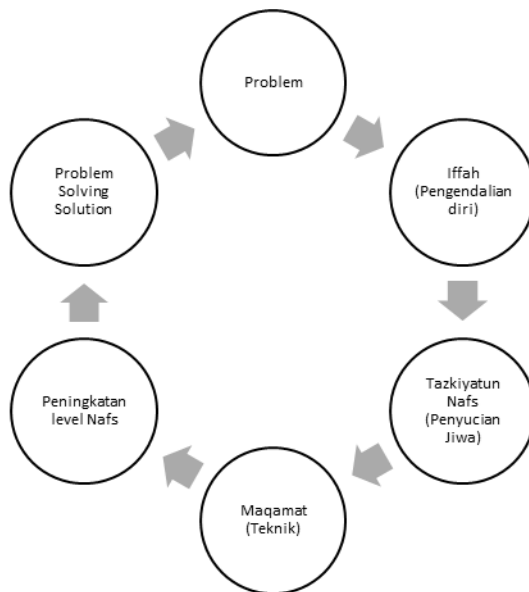 Problem
Iffah
(Pengendalian
diri)
Tazkiyatun
Nafs
(Penyucian
Jiwa)
Maqamat
(Teknik)
Peningkatan
level Nafs
Problem
Solving
Solution